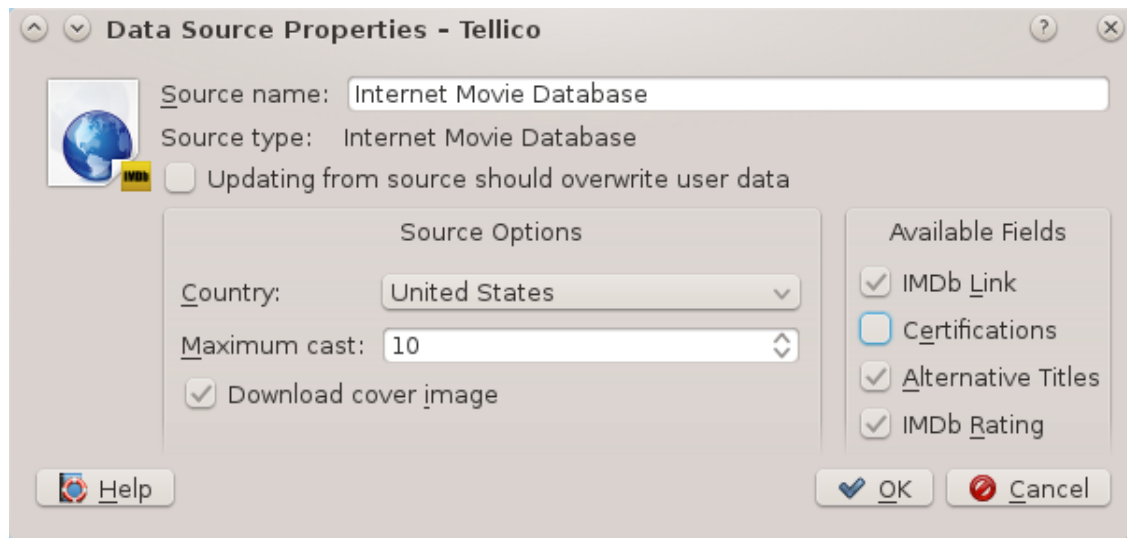 Data Source Properties – Tellico
Source name: Internet Movie Database
Source type: Internet Movie Database
IMDb
Updating from source should overwrite user data
Source Options
Country: United States
Maximum cast: 10
Download cover image
Available Fields
IMDb Link
Certifications
Alternative Titles
IMDb Rating
Help
OK
Cancel